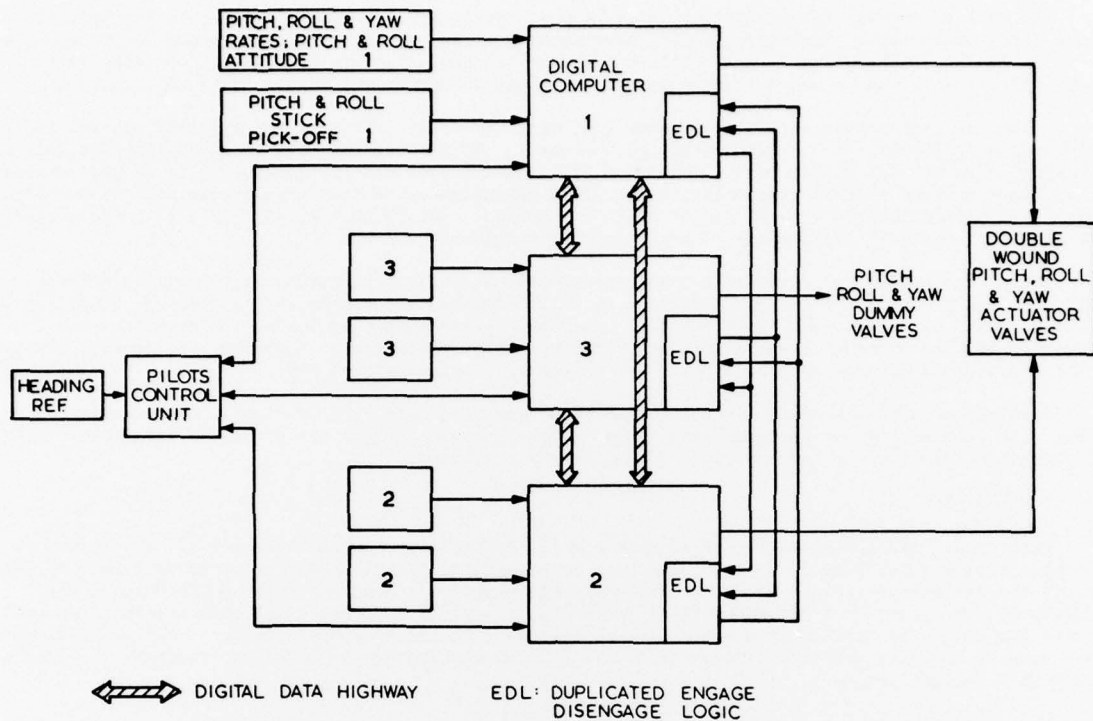 PITCH, ROLL & YAW
RATES; PITCH & ROLL
ATTITUDE 1
PITCH & ROLL
STICK
PICK-OFF 1
DIGITAL
COMPUTER
1
EDL
3
3
3
EDL
PITCH
ROLL & YAW
DUMMY
VALVES
DOUBLE
WOUND
PITCH, ROLL
& YAW
ACTUATOR
VALVES
HEADING
REF.
PILOTS
CONTROL
UNIT
2
2
2
EDL
DIGITAL DATA HIGHWAY
EDL: DUPLICATED ENGAGE
DISENGAGE LOGIC